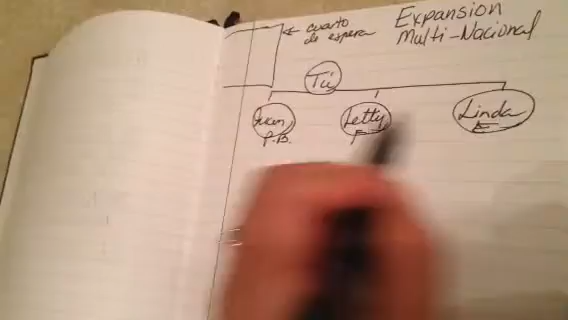 ← cuarto
de espera
Expansion
Multi-Nacional
Tú
Juan
Letty
Linda
P.B.
E